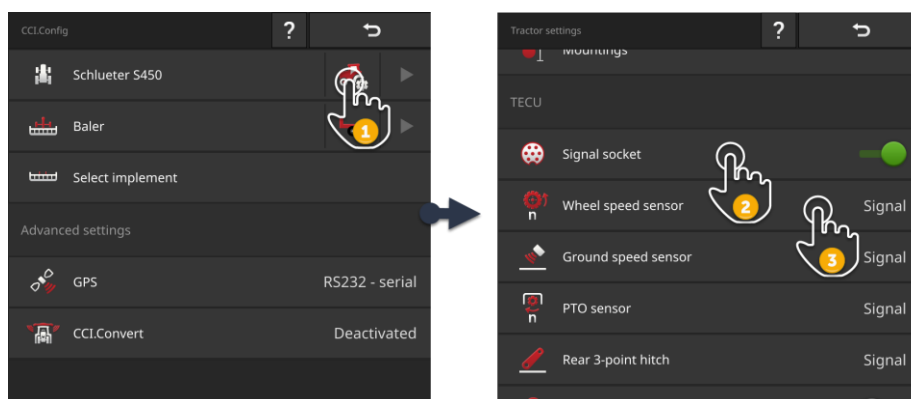 CCI.Config
?
Schlueter S450
1
Baler
Select implement
Advanced settings
GPS
RS232 - serial
CCI.Convert
Deactivated
Tractor settings
?
Mountings
TECU
Signal socket
2
n
Wheel speed sensor
Signal
3
Ground speed sensor
Signal
n
PTO sensor
Signal
Rear 3-point hitch
Signal